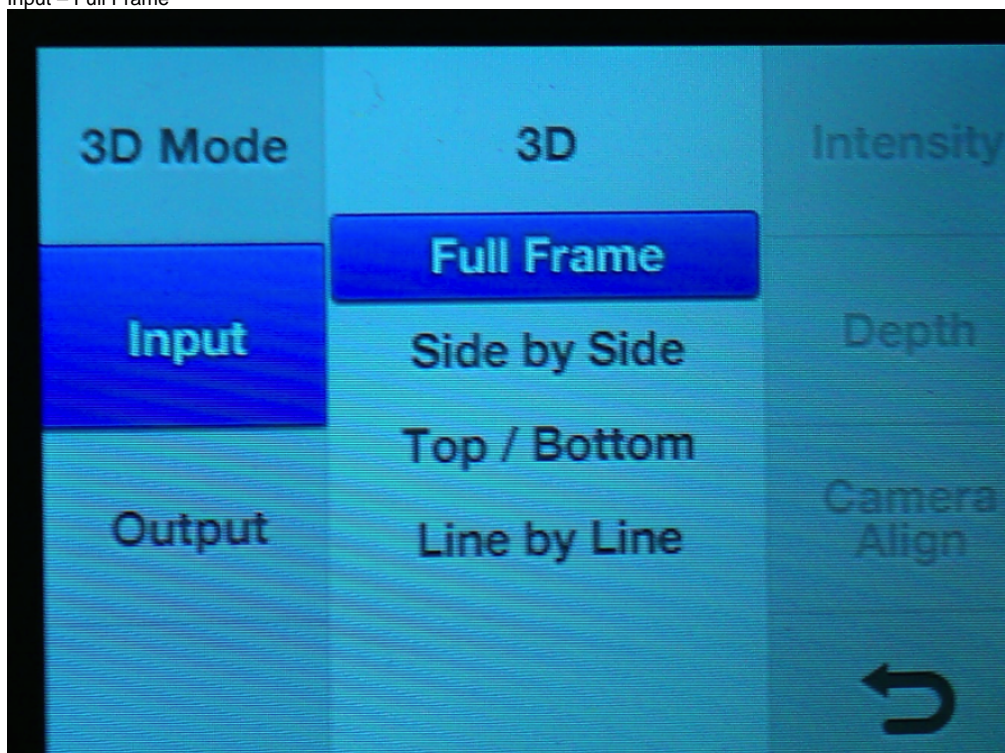 Input – Full Frame
3D Mode
Input
Output
3D
Full Frame
Side by Side
Top / Bottom
Line by Line
Intensity
Depth
Camera
Align